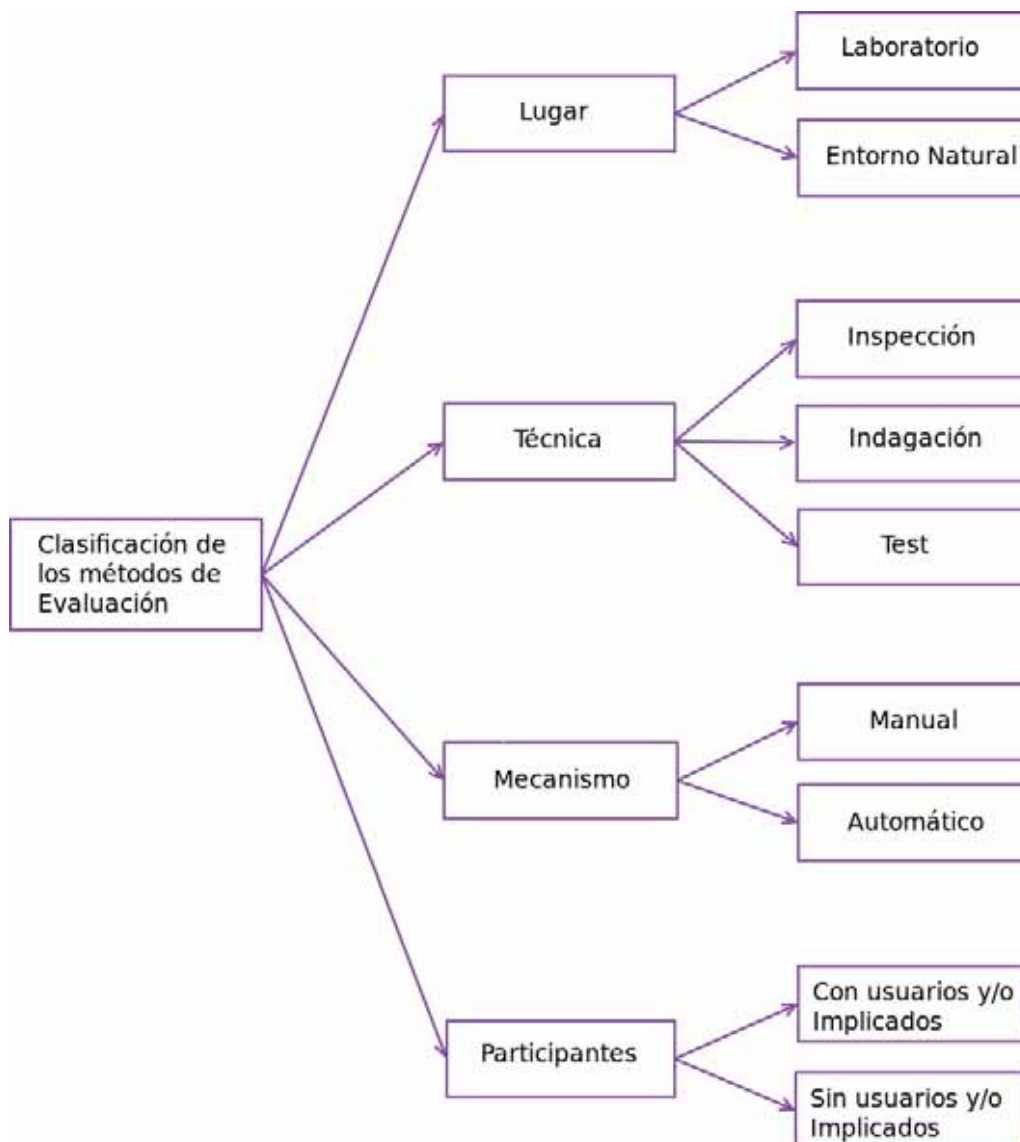 Clasificación de
los métodos de
Evaluación
Lugar
Laboratorio
Entorno Natural
Técnica
Inspección
Indagación
Test
Mecanismo
Manual
Automático
Participantes
Con usuarios y/o
Implicados
Sin usuarios y/o
Implicados